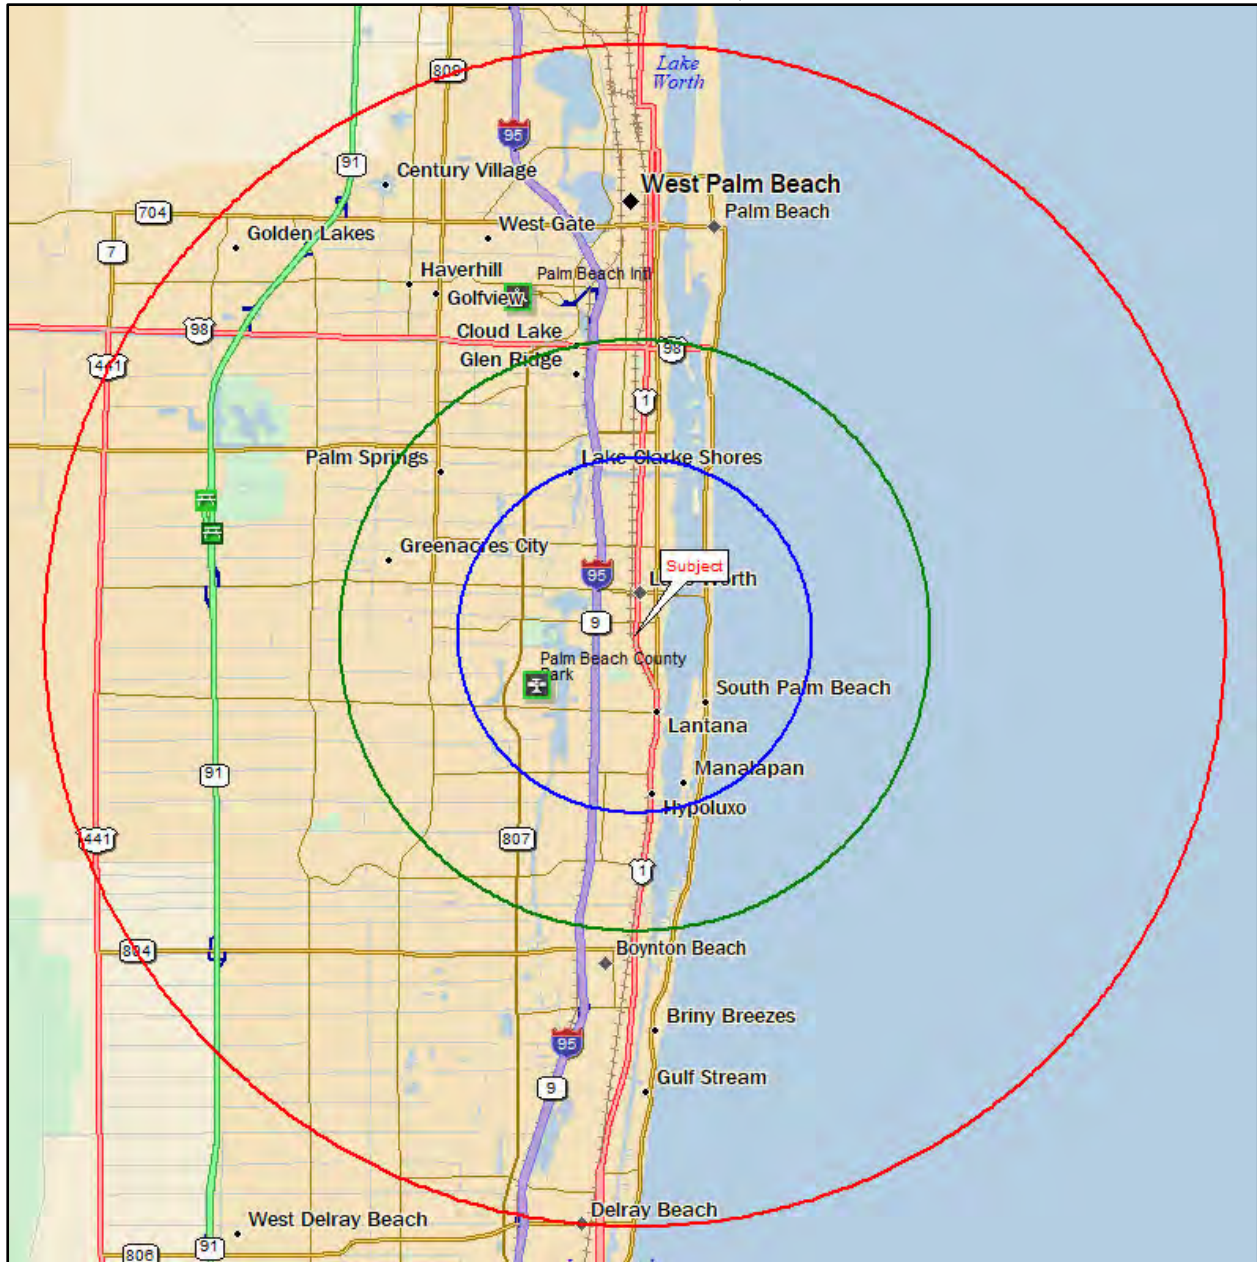 Lake
Worth
809
95
91
Century Village
West Palm Beach
704
Palm Beach
West Gate
Golden Lakes
7
Haverhill
Palm Beach Intl
Golfview
98
Cloud Lake
98
Glen Ridge
441
1
Palm Springs
Lake Clarke Shores
Greenacres City
Subject
95
Lake Worth
9
Palm Beach County
Park
South Palm Beach
Lantana
Manalapan
91
Hypoluxo
441
807
1
804
Boynton Beach
Briny Breezes
95
Gulf Stream
9
Delray Beach
West Delray Beach
91
806